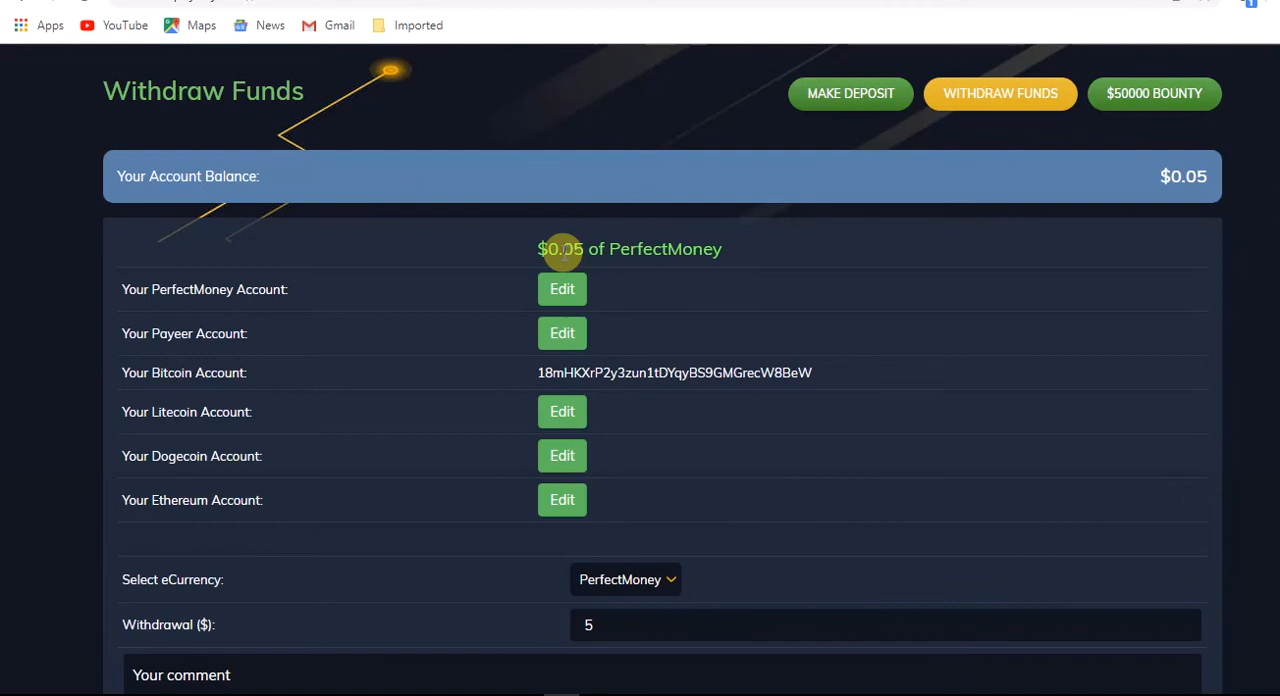 Apps YouTube Maps News Gmail Imported
Withdraw Funds MAKE DEPOSIT WITHDRAW FUNDS $50000 BOUNTY
Your Account Balance: $0.05
$0.05 of PerfectMoney
Your PerfectMoney Account: Edit
Your Payeer Account: Edit
Your Bitcoin Account: 18mHKXrP2y3zun1tDYqyBS9GMGrecW8BeW
Your Litecoin Account: Edit
Your Dogecoin Account: Edit
Your Ethereum Account: Edit
Select eCurrency: PerfectMoney
Withdrawal ($): 5
Your comment